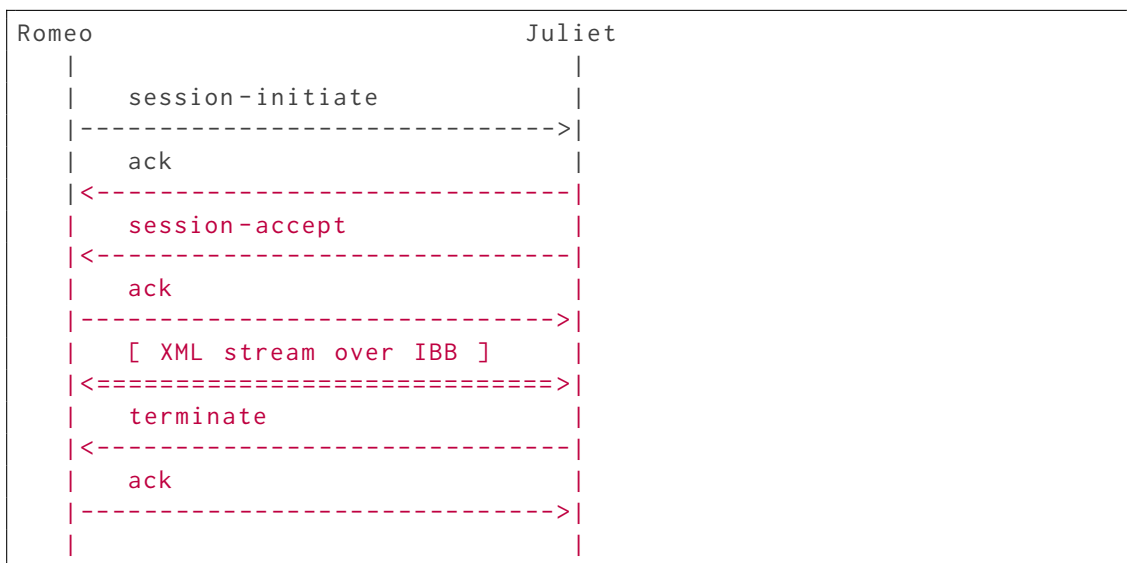 Romeo Juliet
| |
| session-initiate |
|------------------------------>|
| ack |
|<------------------------------|
| session-accept |
|<------------------------------|
| ack |
|------------------------------>|
| [ XML stream over IBB ] |
|<=============================>|
| terminate |
|<------------------------------|
| ack |
|------------------------------>|
| |